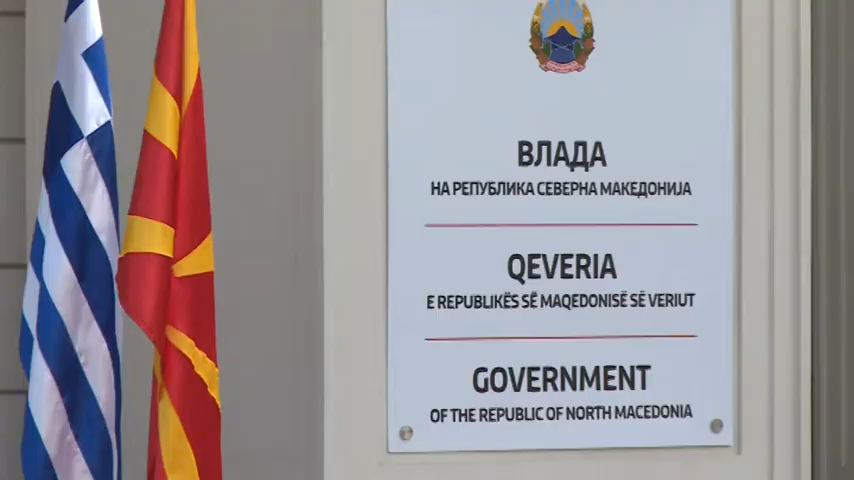 ВЛАДА
НА РЕПУБЛИКА СЕВЕРНА МАКЕДОНИЈА
QEVERIA
E REPUBLIKËS SË MAQEDONISË SË VERIUT
GOVERNMENT
OF THE REPUBLIC OF NORTH MACEDONIA